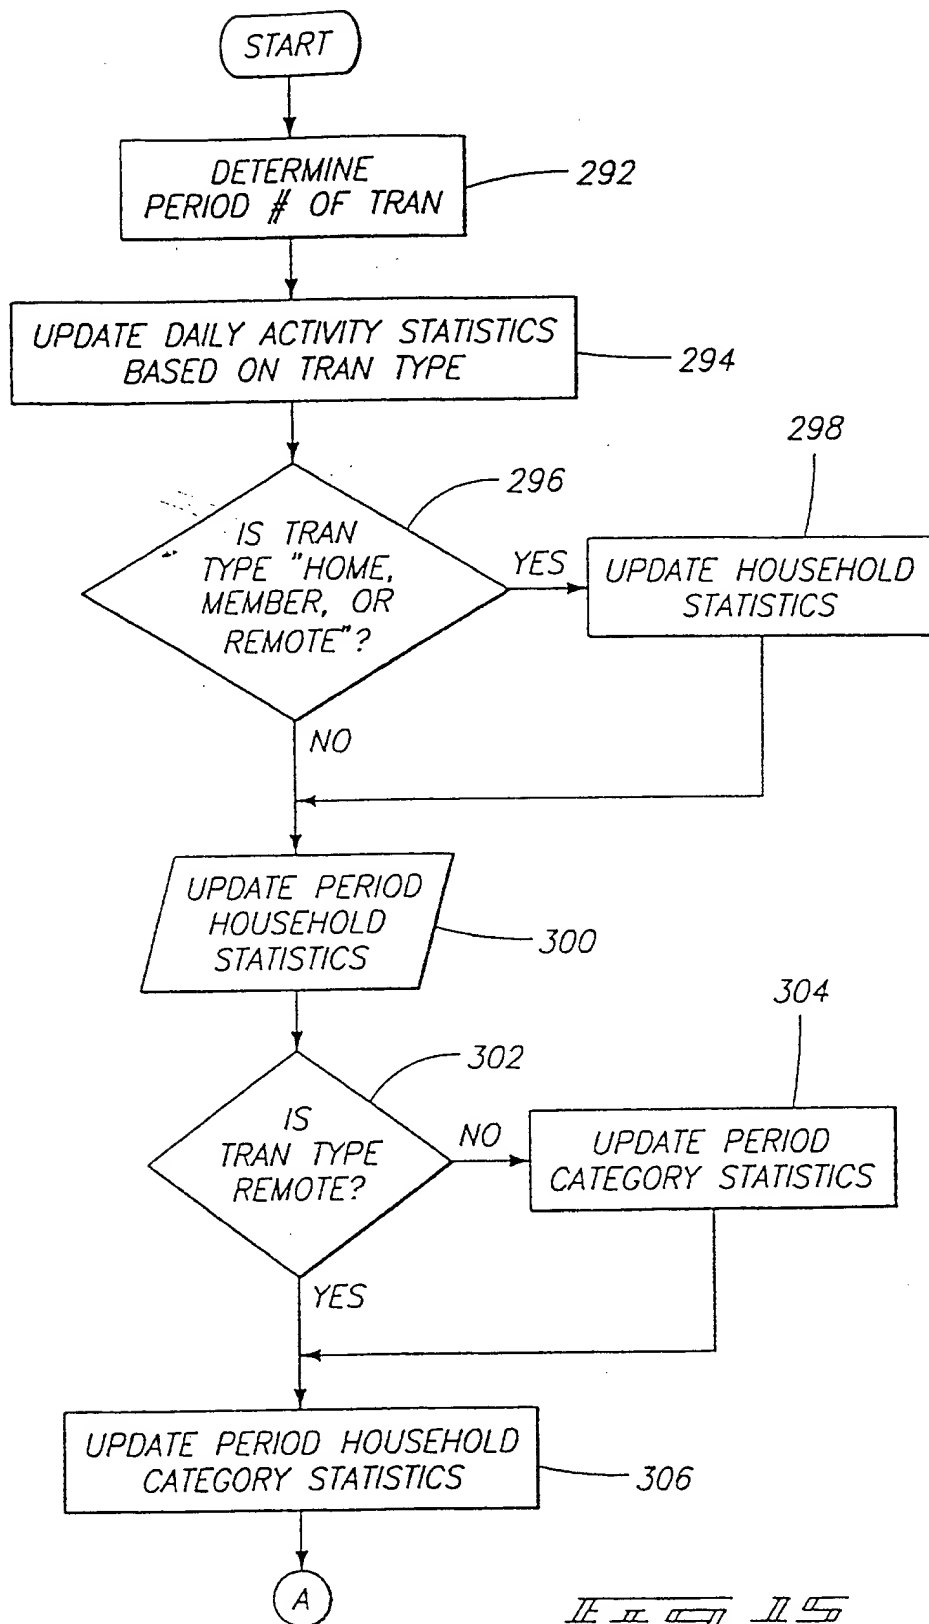 START
DETERMINE
PERIOD # OF TRAN
292
UPDATE DAILY ACTIVITY STATISTICS
BASED ON TRAN TYPE
294
298
296
IS TRAN
TYPE "HOME,
MEMBER, OR
REMOTE"?
YES
UPDATE HOUSEHOLD
STATISTICS
NO
UPDATE PERIOD
HOUSEHOLD
STATISTICS
300
304
302
IS
TRAN TYPE
REMOTE?
NO
UPDATE PERIOD
CATEGORY STATISTICS
YES
UPDATE PERIOD HOUSEHOLD
CATEGORY STATISTICS
306
A
FIG 15